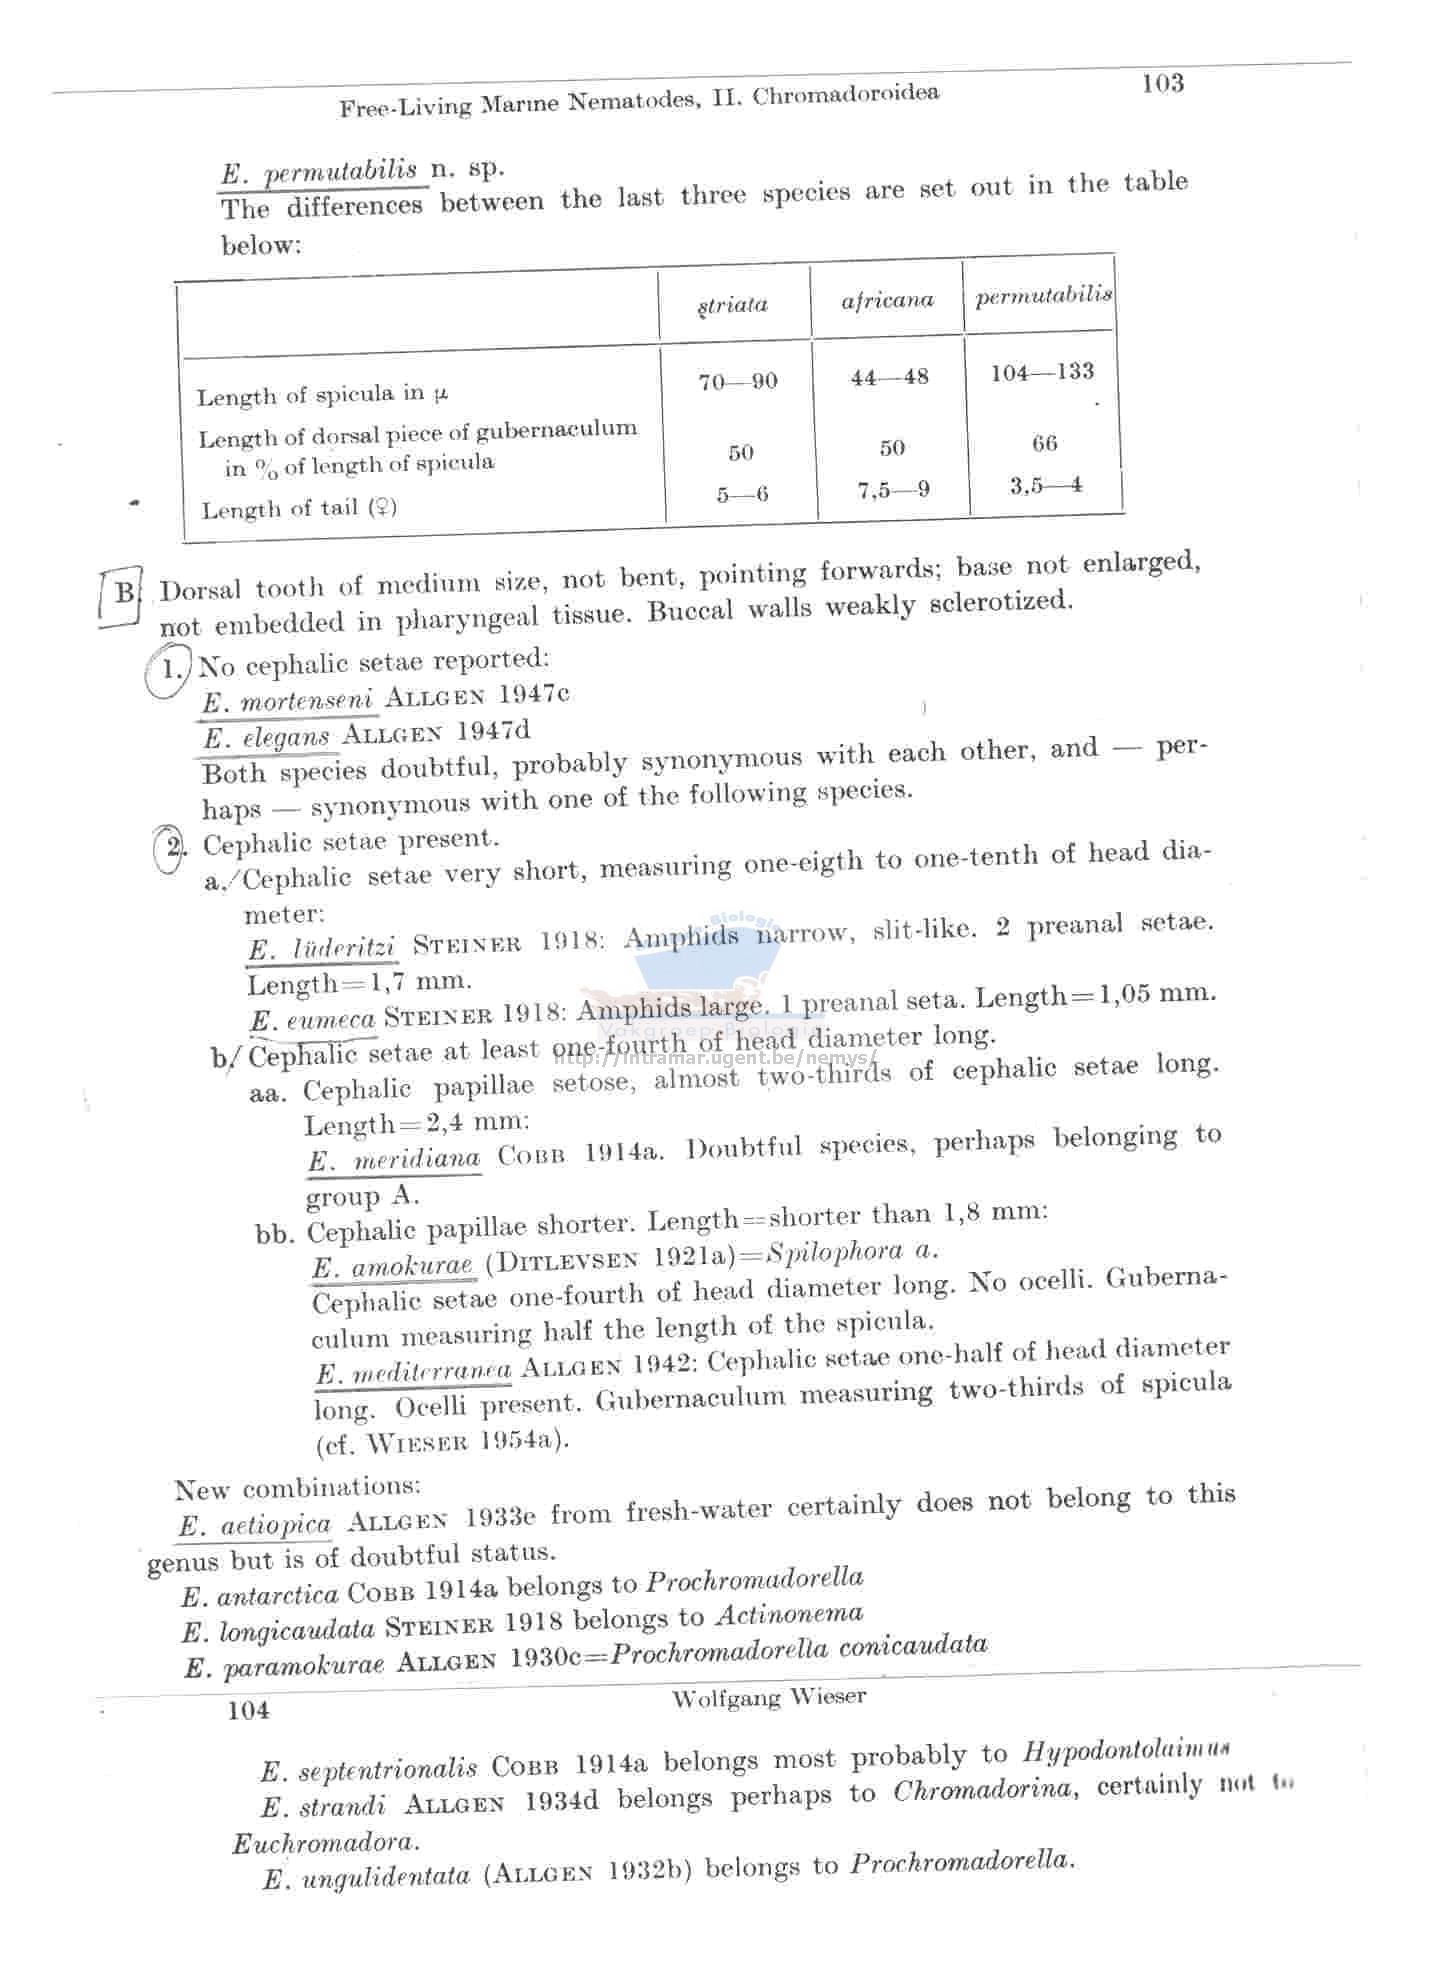 Free-Living Marine Nematodes, II. Chromadoroidea 103
E. permutabilis n. sp.
The differences between the last three species are set out in the table
below:
striata africana permutabilis
Length of spicula in µ 70—90 44—48 104—133
Length of dorsal piece of gubernaculum
in % of length of spicula 50 50 66
Length of tail (♀) 5—6 7,5—9 3,5—4
B. Dorsal tooth of medium size, not bent, pointing forwards; base not enlarged,
not embedded in pharyngeal tissue. Buccal walls weakly sclerotized.
1. No cephalic setae reported:
E. mortenseni ALLGEN 1947c
E. elegans ALLGEN 1947d
Both species doubtful, probably synonymous with each other, and — per-
haps — synonymous with one of the following species.
2. Cephalic setae present.
a./Cephalic setae very short, measuring one-eigth to one-tenth of head dia-
meter:
E. lüderitzi STEINER 1918: Amphids narrow, slit-like. 2 preanal setae.
Length=1,7 mm.
E. eumeca STEINER 1918: Amphids large. 1 preanal seta. Length=1,05 mm.
b/ Cephalic setae at least one-fourth of head diameter long.
aa. Cephalic papillae setose, almost two-thirds of cephalic setae long.
Length=2,4 mm:
E. meridiana COBB 1914a. Doubtful species, perhaps belonging to
group A.
bb. Cephalic papillae shorter. Length=shorter than 1,8 mm:
E. amokurae (DITLEVSEN 1921a)=Spilophora a.
Cephalic setae one-fourth of head diameter long. No ocelli. Guberna-
culum measuring half the length of the spicula.
E. mediterranea ALLGEN 1942: Cephalic setae one-half of head diameter
long. Ocelli present. Gubernaculum measuring two-thirds of spicula
(cf. WIESER 1954a).
New combinations:
E. aetiopica ALLGEN 1933e from fresh-water certainly does not belong to this
genus but is of doubtful status.
E. antarctica COBB 1914a belongs to Prochromadorella
E. longicaudata STEINER 1918 belongs to Actinonema
E. paramokurae ALLGEN 1930c=Prochromadorella conicaudata
104 Wolfgang Wieser
E. septentrionalis COBB 1914a belongs most probably to Hypodontolaimus
E. strandi ALLGEN 1934d belongs perhaps to Chromadorina, certainly not to
Euchromadora.
E. ungulidentata (ALLGEN 1932b) belongs to Prochromadorella.
Biologie
Vakgroep Biologie
http://intramar.ugent.be/nemys/